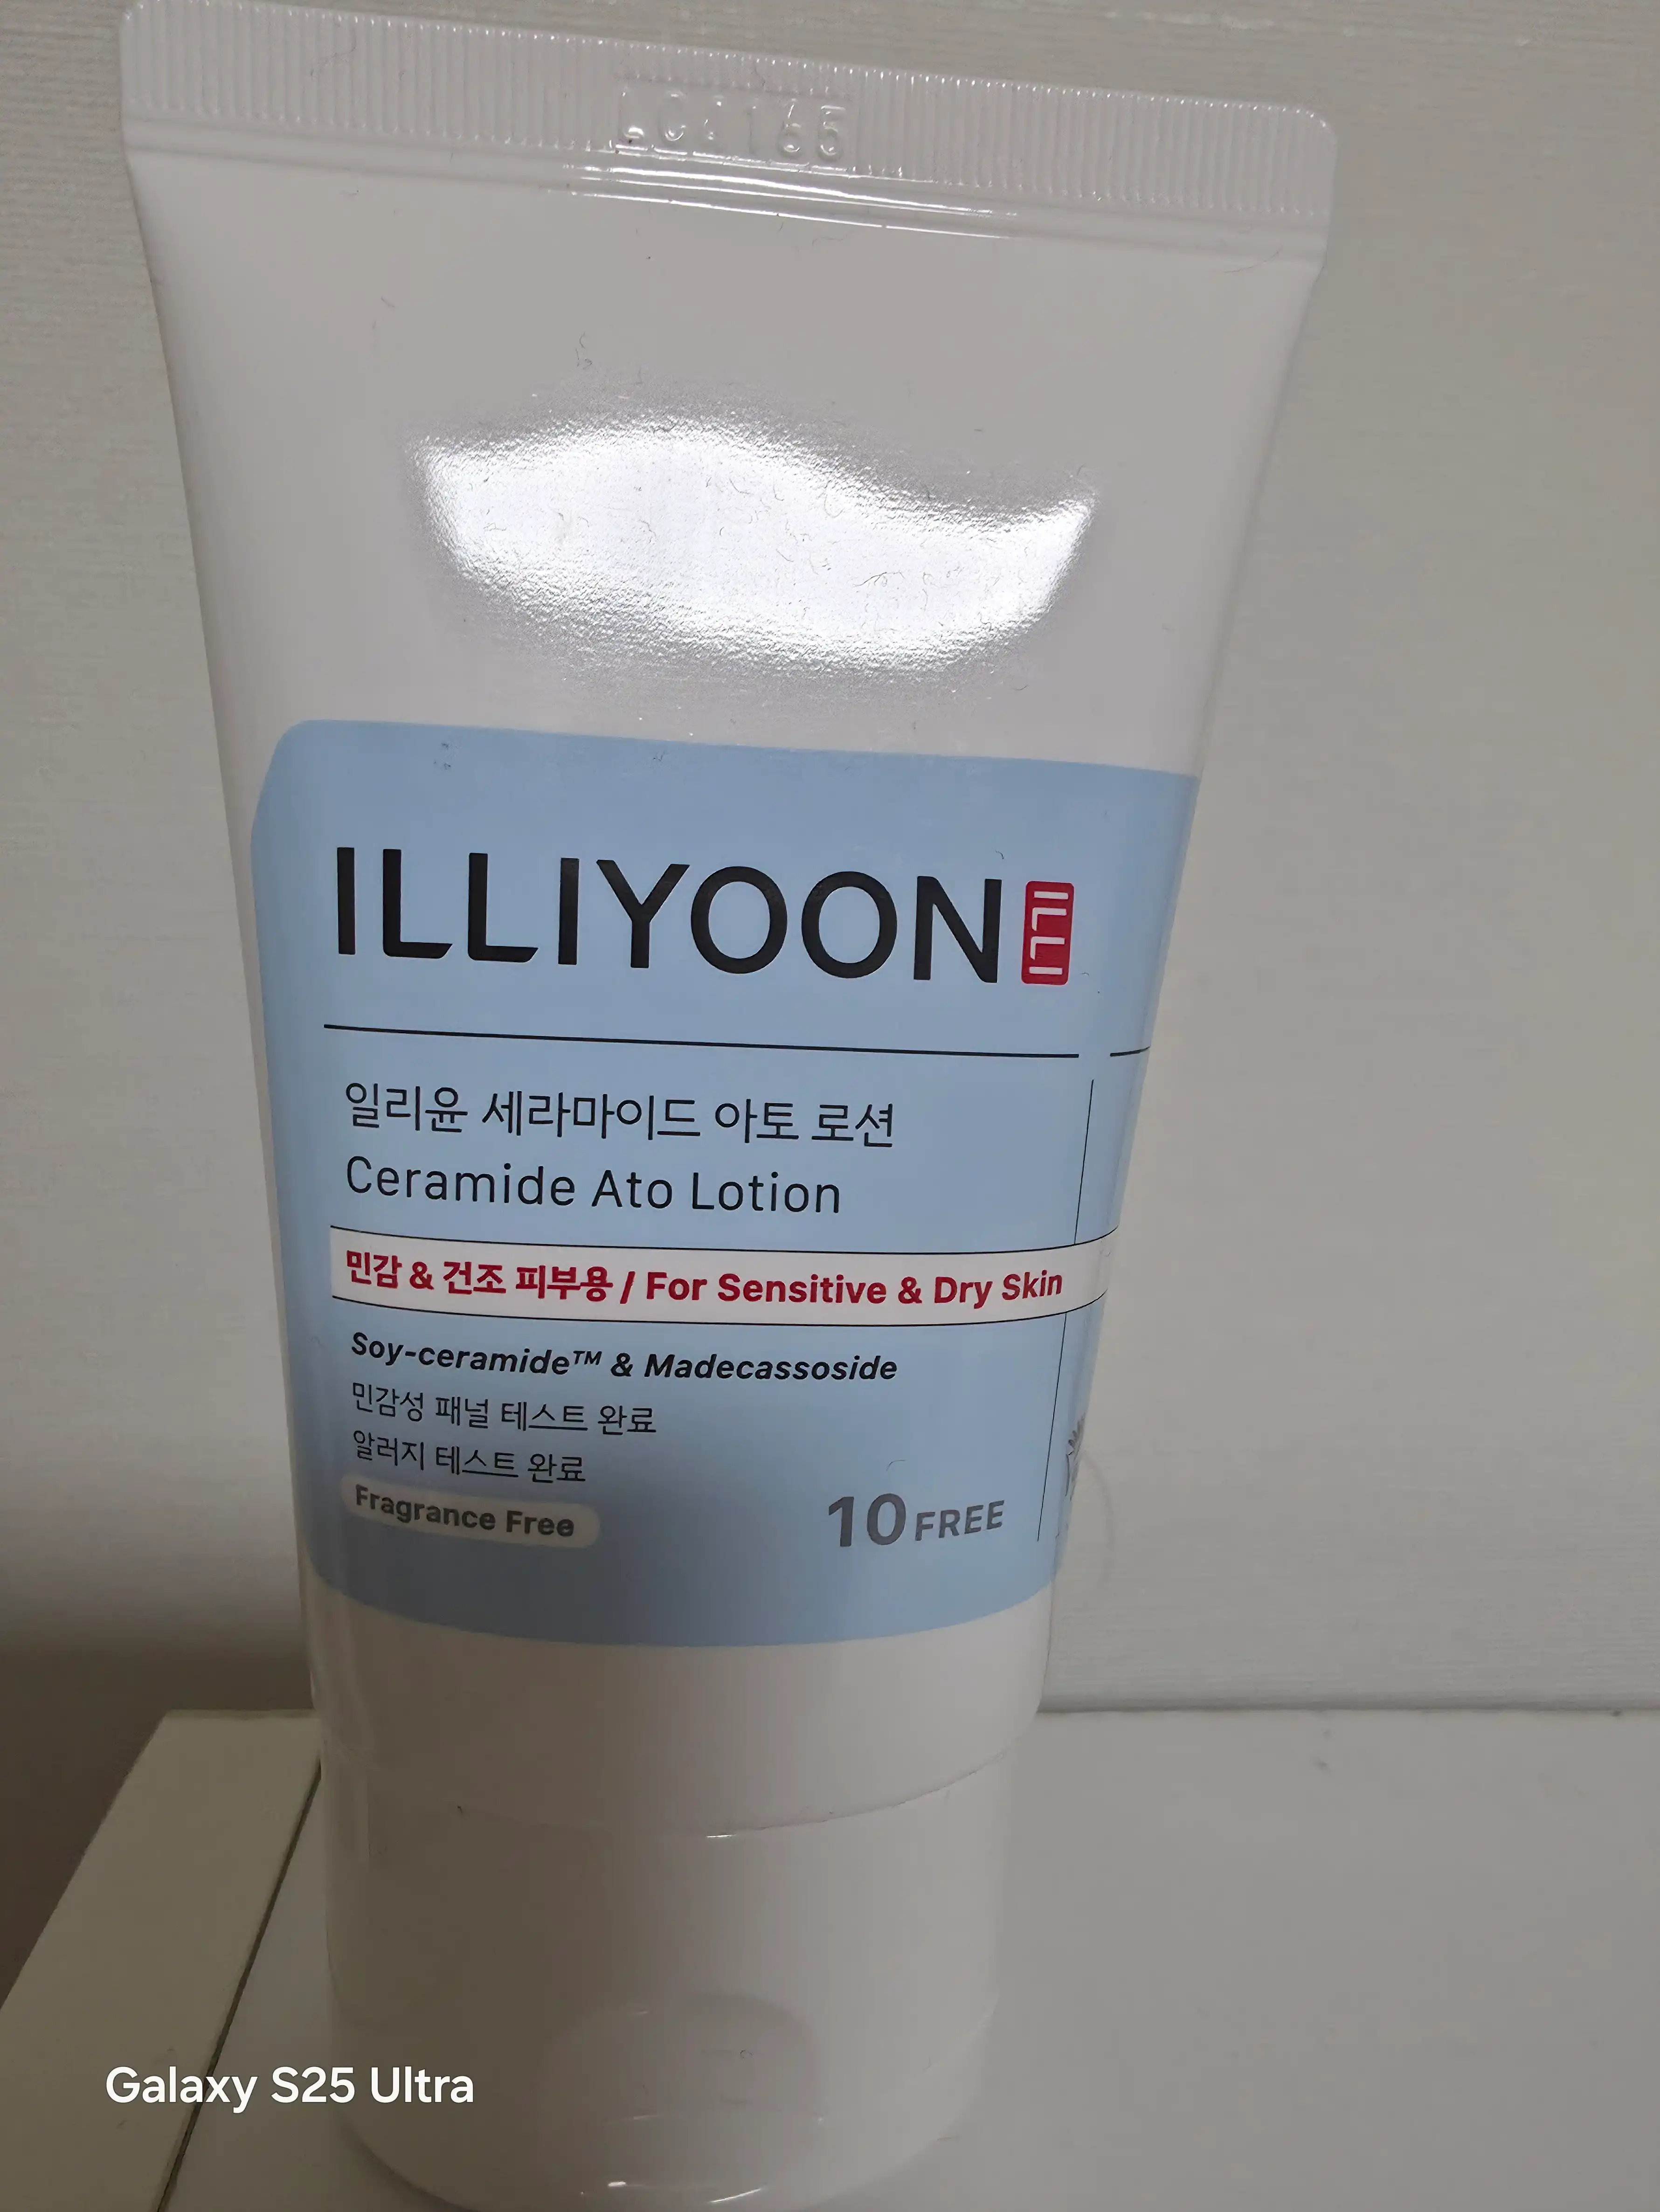 ILLIYOON ILLI
일리윤 세라마이드 아토 로션
Ceramide Ato Lotion
민감 & 건조 피부용 / For Sensitive & Dry Skin
Soy-ceramide™ & Madecassoside
민감성 패널 테스트 완료
알러지 테스트 완료
Fragrance Free
10 FREE
Galaxy S25 Ultra